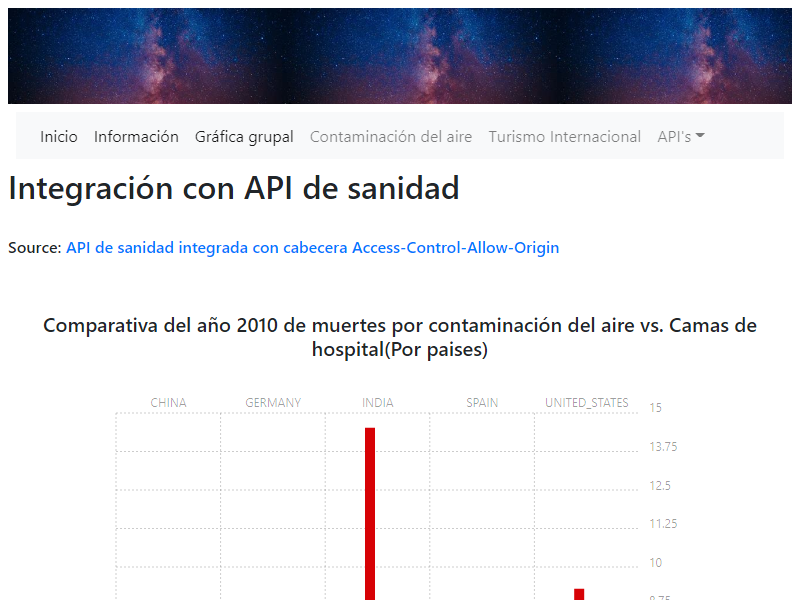 Inicio Información Gráfica grupal Contaminación del aire Turismo Internacional API's
Integración con API de sanidad
Source: API de sanidad integrada con cabecera Access-Control-Allow-Origin
Comparativa del año 2010 de muertes por contaminación del aire vs. Camas de
hospital(Por paises)
CHINA GERMANY INDIA SPAIN UNITED_STATES
15
13.75
12.5
11.25
10
8.75